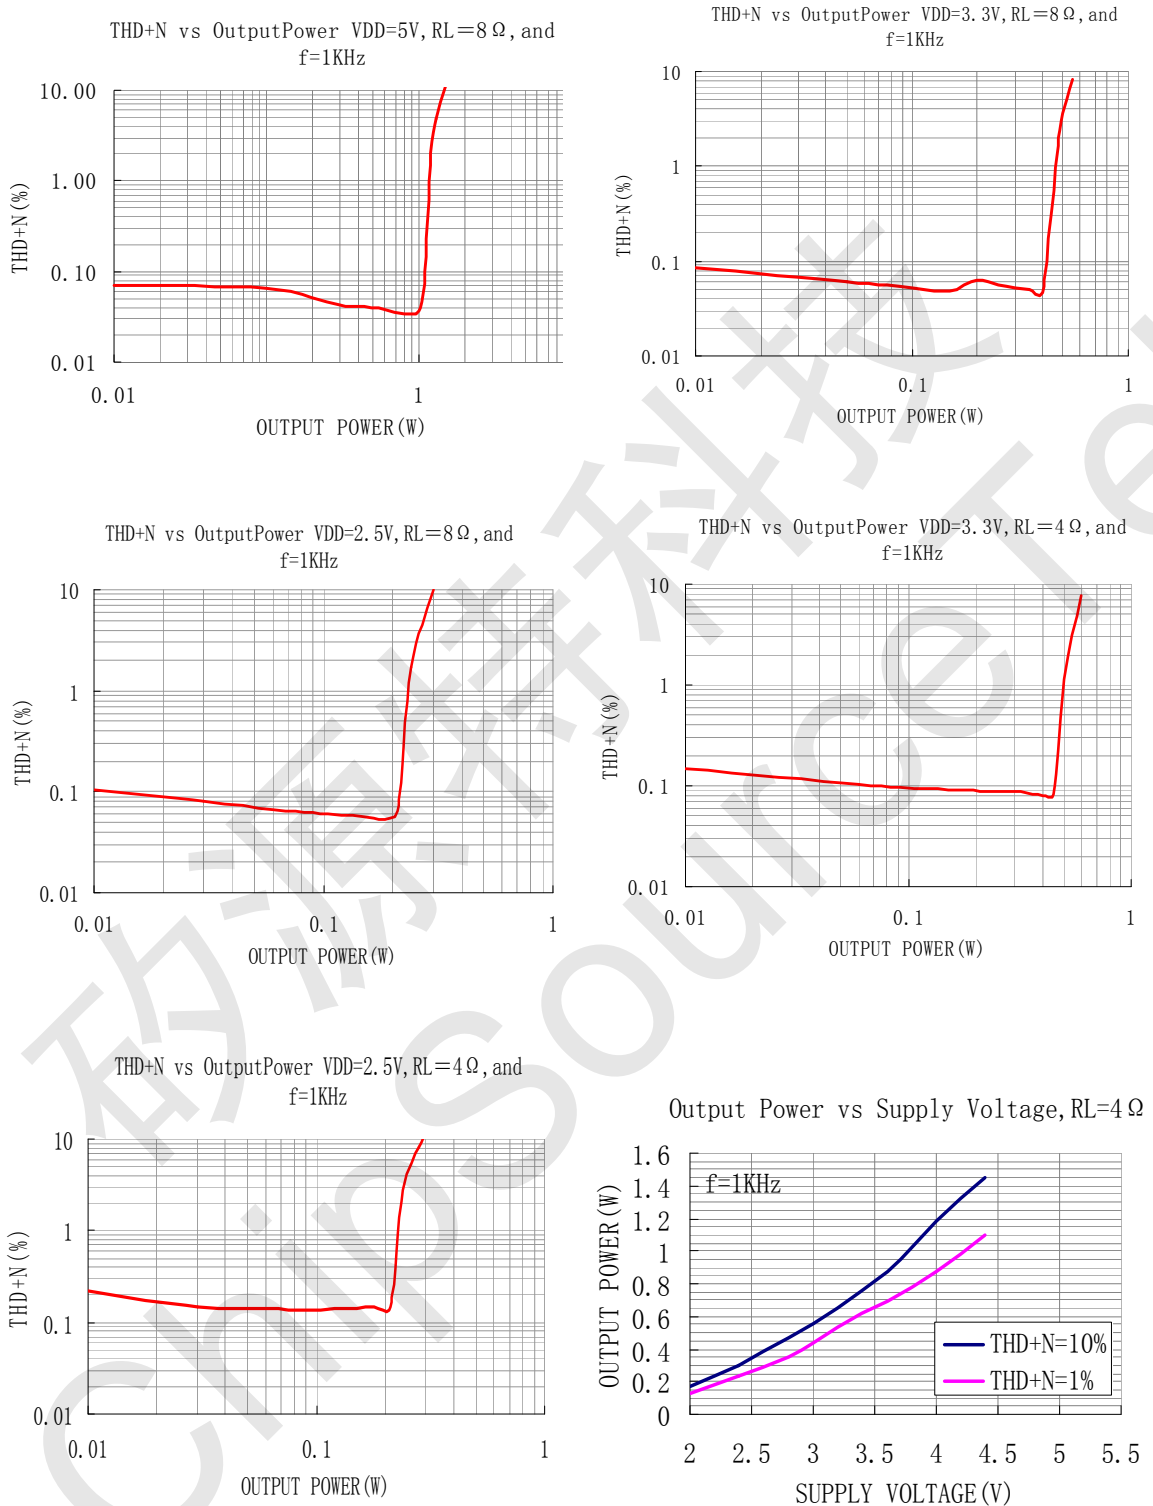 THD+N vs OutputPower VDD=5V,RL=8Ω,and
f=1KHz
10.00
1.00
0.10
0.01
THD+N(%)
0.01 1
OUTPUT POWER(W)
THD+N vs OutputPower VDD=3.3V,RL=8Ω,and
f=1KHz
10
1
0.1
0.01
THD+N(%)
0.01 0.1 1
OUTPUT POWER(W)
THD+N vs OutputPower VDD=2.5V,RL=8Ω,and
f=1KHz
10
1
0.1
0.01
THD+N(%)
0.01 0.1 1
OUTPUT POWER(W)
THD+N vs OutputPower VDD=3.3V,RL=4Ω,and
f=1KHz
10
1
0.1
0.01
THD+N(%)
0.01 0.1 1
OUTPUT POWER(W)
THD+N vs OutputPower VDD=2.5V,RL=4Ω,and
f=1KHz
10
1
0.1
0.01
THD+N(%)
0.01 0.1 1
OUTPUT POWER(W)
Output Power vs Supply Voltage,RL=4Ω
f=1KHz
1.6
1.4
1.2
1
0.8
0.6
0.4
0.2
0
OUTPUT POWER(W)
THD+N=10%
THD+N=1%
2 2.5 3 3.5 4 4.5 5 5.5
SUPPLY VOLTAGE(V)
矽源特科技
ChipSource Te